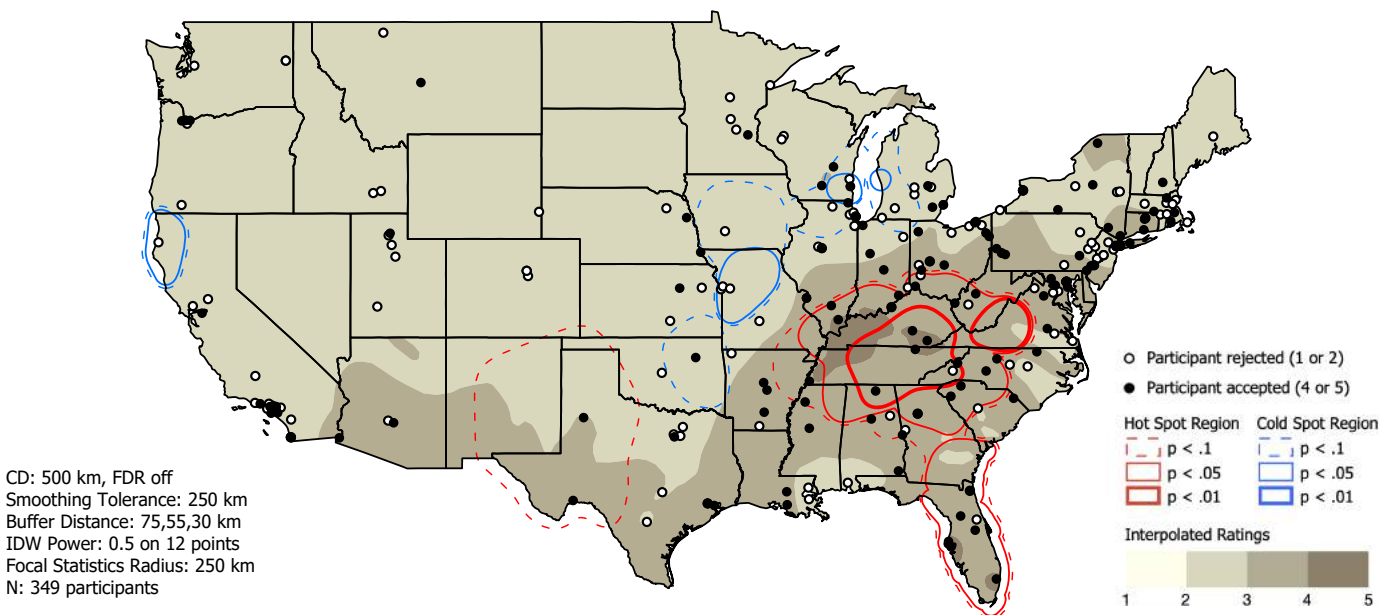 CD: 500 km, FDR off
Smoothing Tolerance: 250 km
Buffer Distance: 75,55,30 km
IDW Power: 0.5 on 12 points
Focal Statistics Radius: 250 km
N: 349 participants
Participant rejected (1 or 2)
Participant accepted (4 or 5)
Hot Spot Region Cold Spot Region
p < .1 p < .1
p < .05 p < .05
p < .01 p < .01
Interpolated Ratings
1 2 3 4 5